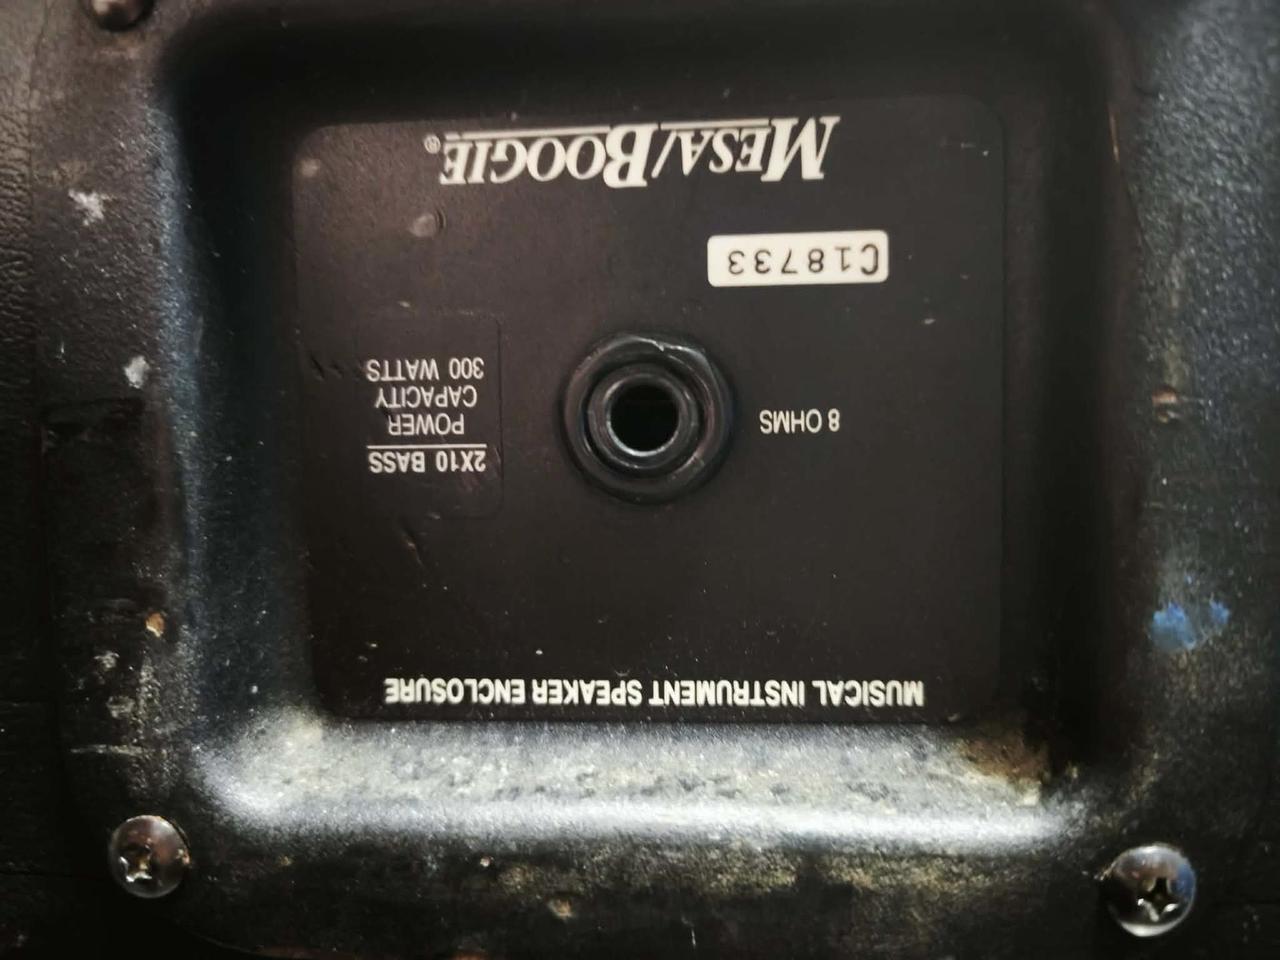 MESA/BOOGIE®
C18733
8 OHMS
2X10 BASS
POWER
CAPACITY
300 WATTS
MUSICAL INSTRUMENT SPEAKER ENCLOSURE